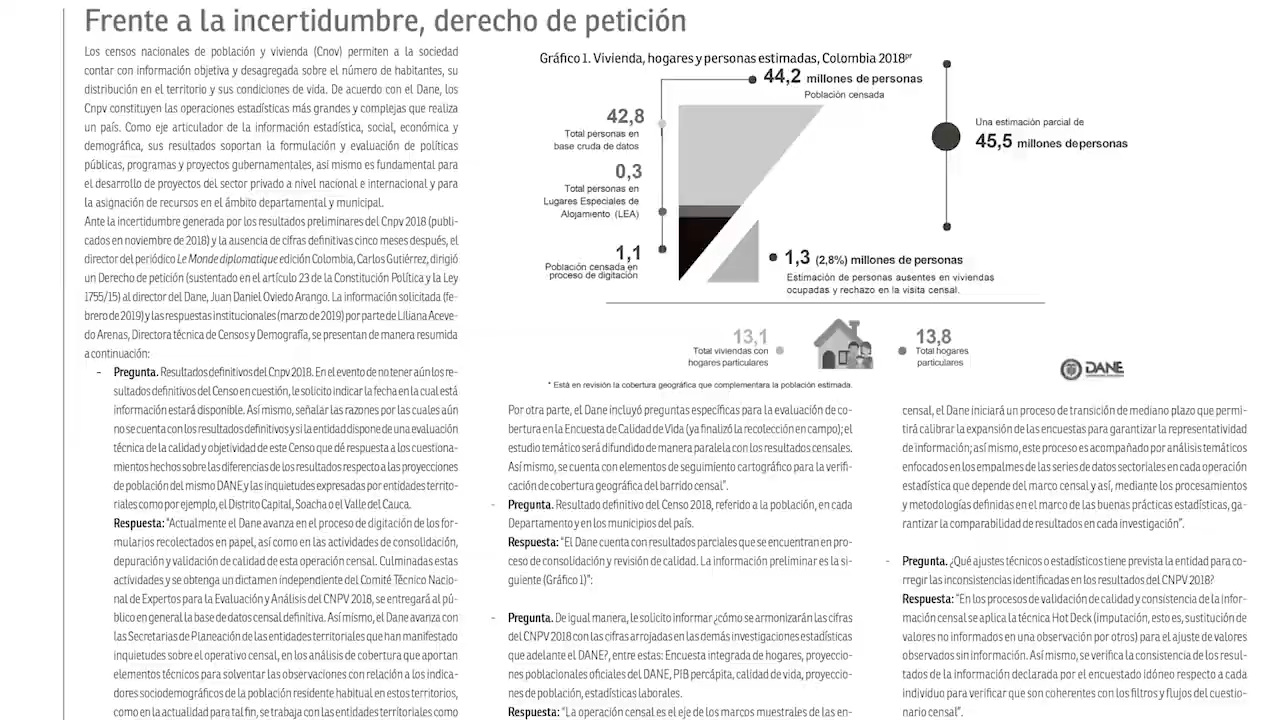 Frente a la incertidumbre, derecho de petición
Los censos nacionales de población y vivienda (Cnov) permiten a la sociedad
contar con información objetiva y desagregada sobre el número de habitantes, su
distribución en el territorio y sus condiciones de vida. De acuerdo con el Dane, los
Cnpv constituyen las operaciones estadísticas más grandes y complejas que realiza
un país. Como eje articulador de la información estadística, social, económica y
demográfica, sus resultados soportan la formulación y evaluación de políticas
públicas, programas y proyectos gubernamentales, asi mismo es fundamental para
el desarrollo de proyectos del sector privado a nivel nacional e internacional y para
la asignación de recursos en el ámbito departamental y municipal.
Ante la incertidumbre generada por los resultados preliminares del Cnpv 2018 (publi-
cados en noviembre de 2018) y la ausencia de cifras definitivas cinco meses después, el
director del periódico Le Monde diplomatique edición Colombia, Carlos Gutiérrez, dirigió
un Derecho de petición (sustentado en el artículo 23 de la Constitución Política y la Ley
1755/15) al director del Dane, Juan Daniel Oviedo Arango. La información solicitada (fe-
brero de 2019) y las respuestas institucionales (marzo de 2019) por parte de Liliana Aceve-
do Arenas, Directora técnica de Censos y Demografía, se presentan de manera resumida
a continuación:
- Pregunta. Resultados definitivos del Cnpv 2018. En el evento de no tener aún los re-
sultados definitivos del Censo en cuestión, le solicito indicar la fecha en la cual está
información estará disponible. Así mismo, señalar las razones por las cuales aún
no se cuenta con los resultados definitivos y si la entidad dispone de una evaluación
técnica de la calidad y objetividad de este Censo que dé respuesta a los cuestiona-
mientos hechos sobre las diferencias de los resultados respecto a las proyecciones
de población del mismo DANE y las inquietudes expresadas por entidades territo-
riales como por ejemplo, el Distrito Capital, Soacha o el Valle del Cauca.
Respuesta: "Actualmente el Dane avanza en el proceso de digitación de los for-
mularios recolectados en papel, así como en las actividades de consolidación,
depuración y validación de calidad de esta operación censal. Culminadas estas
actividades y se obtenga un dictamen independiente del Comité Técnico Nacio-
nal de Expertos para la Evaluación y Análisis del CNPV 2018, se entregará al pú-
blico en general la base de datos censal definitiva. Así mismo, el Dane avanza con
las Secretarias de Planeación de las entidades territoriales que han manifestado
inquietudes sobre el operativo censal, en los análisis de cobertura que aportan
elementos técnicos para solventar las observaciones con relación a los indica-
dores sociodemográficos de la población residente habitual en estos territorios,
como en la actualidad para tal fin, se trabaja con las entidades territoriales como
Gráfico 1. Vivienda, hogares y personas estimadas, Colombia 2018pr
44,2 millones de personas
Población censada
42,8
Total personas en
base cruda de datos
0,3
Total personas en
Lugares Especiales de
Alojamiento (LEA)
1,1
Población censada en
proceso de digitación
Una estimación parcial de
45,5 millones de personas
1,3 (2,8%) millones de personas
Estimación de personas ausentes en viviendas
ocupadas y rechazo en la visita censal.
13,1
Total viviendas con
hogares particulares
13,8
Total hogares
particulares
DANE
* Está en revisión la cobertura geográfica que complementara la población estimada.
Por otra parte, el Dane incluyó preguntas específicas para la evaluación de co-
bertura en la Encuesta de Calidad de Vida (ya finalizó la recolección en campo); el
estudio temático será difundido de manera paralela con los resultados censales.
Así mismo, se cuenta con elementos de seguimiento cartográfico para la verifi-
cación de cobertura geográfica del barrido censal".
- Pregunta. Resultado definitivo del Censo 2018, referido a la población, en cada
Departamento y en los municipios del país.
Respuesta: "El Dane cuenta con resultados parciales que se encuentran en pro-
ceso de consolidación y revisión de calidad. La información preliminar es la si-
guiente (Gráfico 1)":
- Pregunta. De igual manera, le solicito informar ¿cómo se armonizarán las cifras
del CNPV 2018 con las cifras arrojadas en las demás investigaciones estadísticas
que adelante el DANE?, entre estas: Encuesta integrada de hogares, proyeccio-
nes poblacionales oficiales del DANE, PIB percápita, calidad de vida, proyeccio-
nes de población, estadísticas laborales.
Respuesta: "La operación censal es el eje de los marcos muestrales de las en-
censal, el Dane iniciará un proceso de transición de mediano plazo que permi-
tirá calibrar la expansión de las encuestas para garantizar la representatividad
de información; así mismo, este proceso es acompañado por análisis temáticos
enfocados en los empalmes de las series de datos sectoriales en cada operación
estadística que depende del marco censal y así, mediante los procesamientos
y metodologías definidas en el marco de las buenas prácticas estadísticas, ga-
rantizar la comparabilidad de resultados en cada investigación".
- Pregunta. ¿Qué ajustes técnicos o estadísticos tiene prevista la entidad para co-
rregir las inconsistencias identificadas en los resultados del CNPV 2018?
Respuesta: "En los procesos de validación de calidad y consistencia de la infor-
mación censal se aplica la técnica Hot Deck (imputación, esto es, sustitución de
valores no informados en una observación por otros) para el ajuste de valores
observados sin información. Así mismo, se verifica la consistencia de los resul-
tados de la información declarada por el encuestado idóneo respecto a cada
individuo para verificar que son coherentes con los filtros y flujos del cuestio-
nario censal".